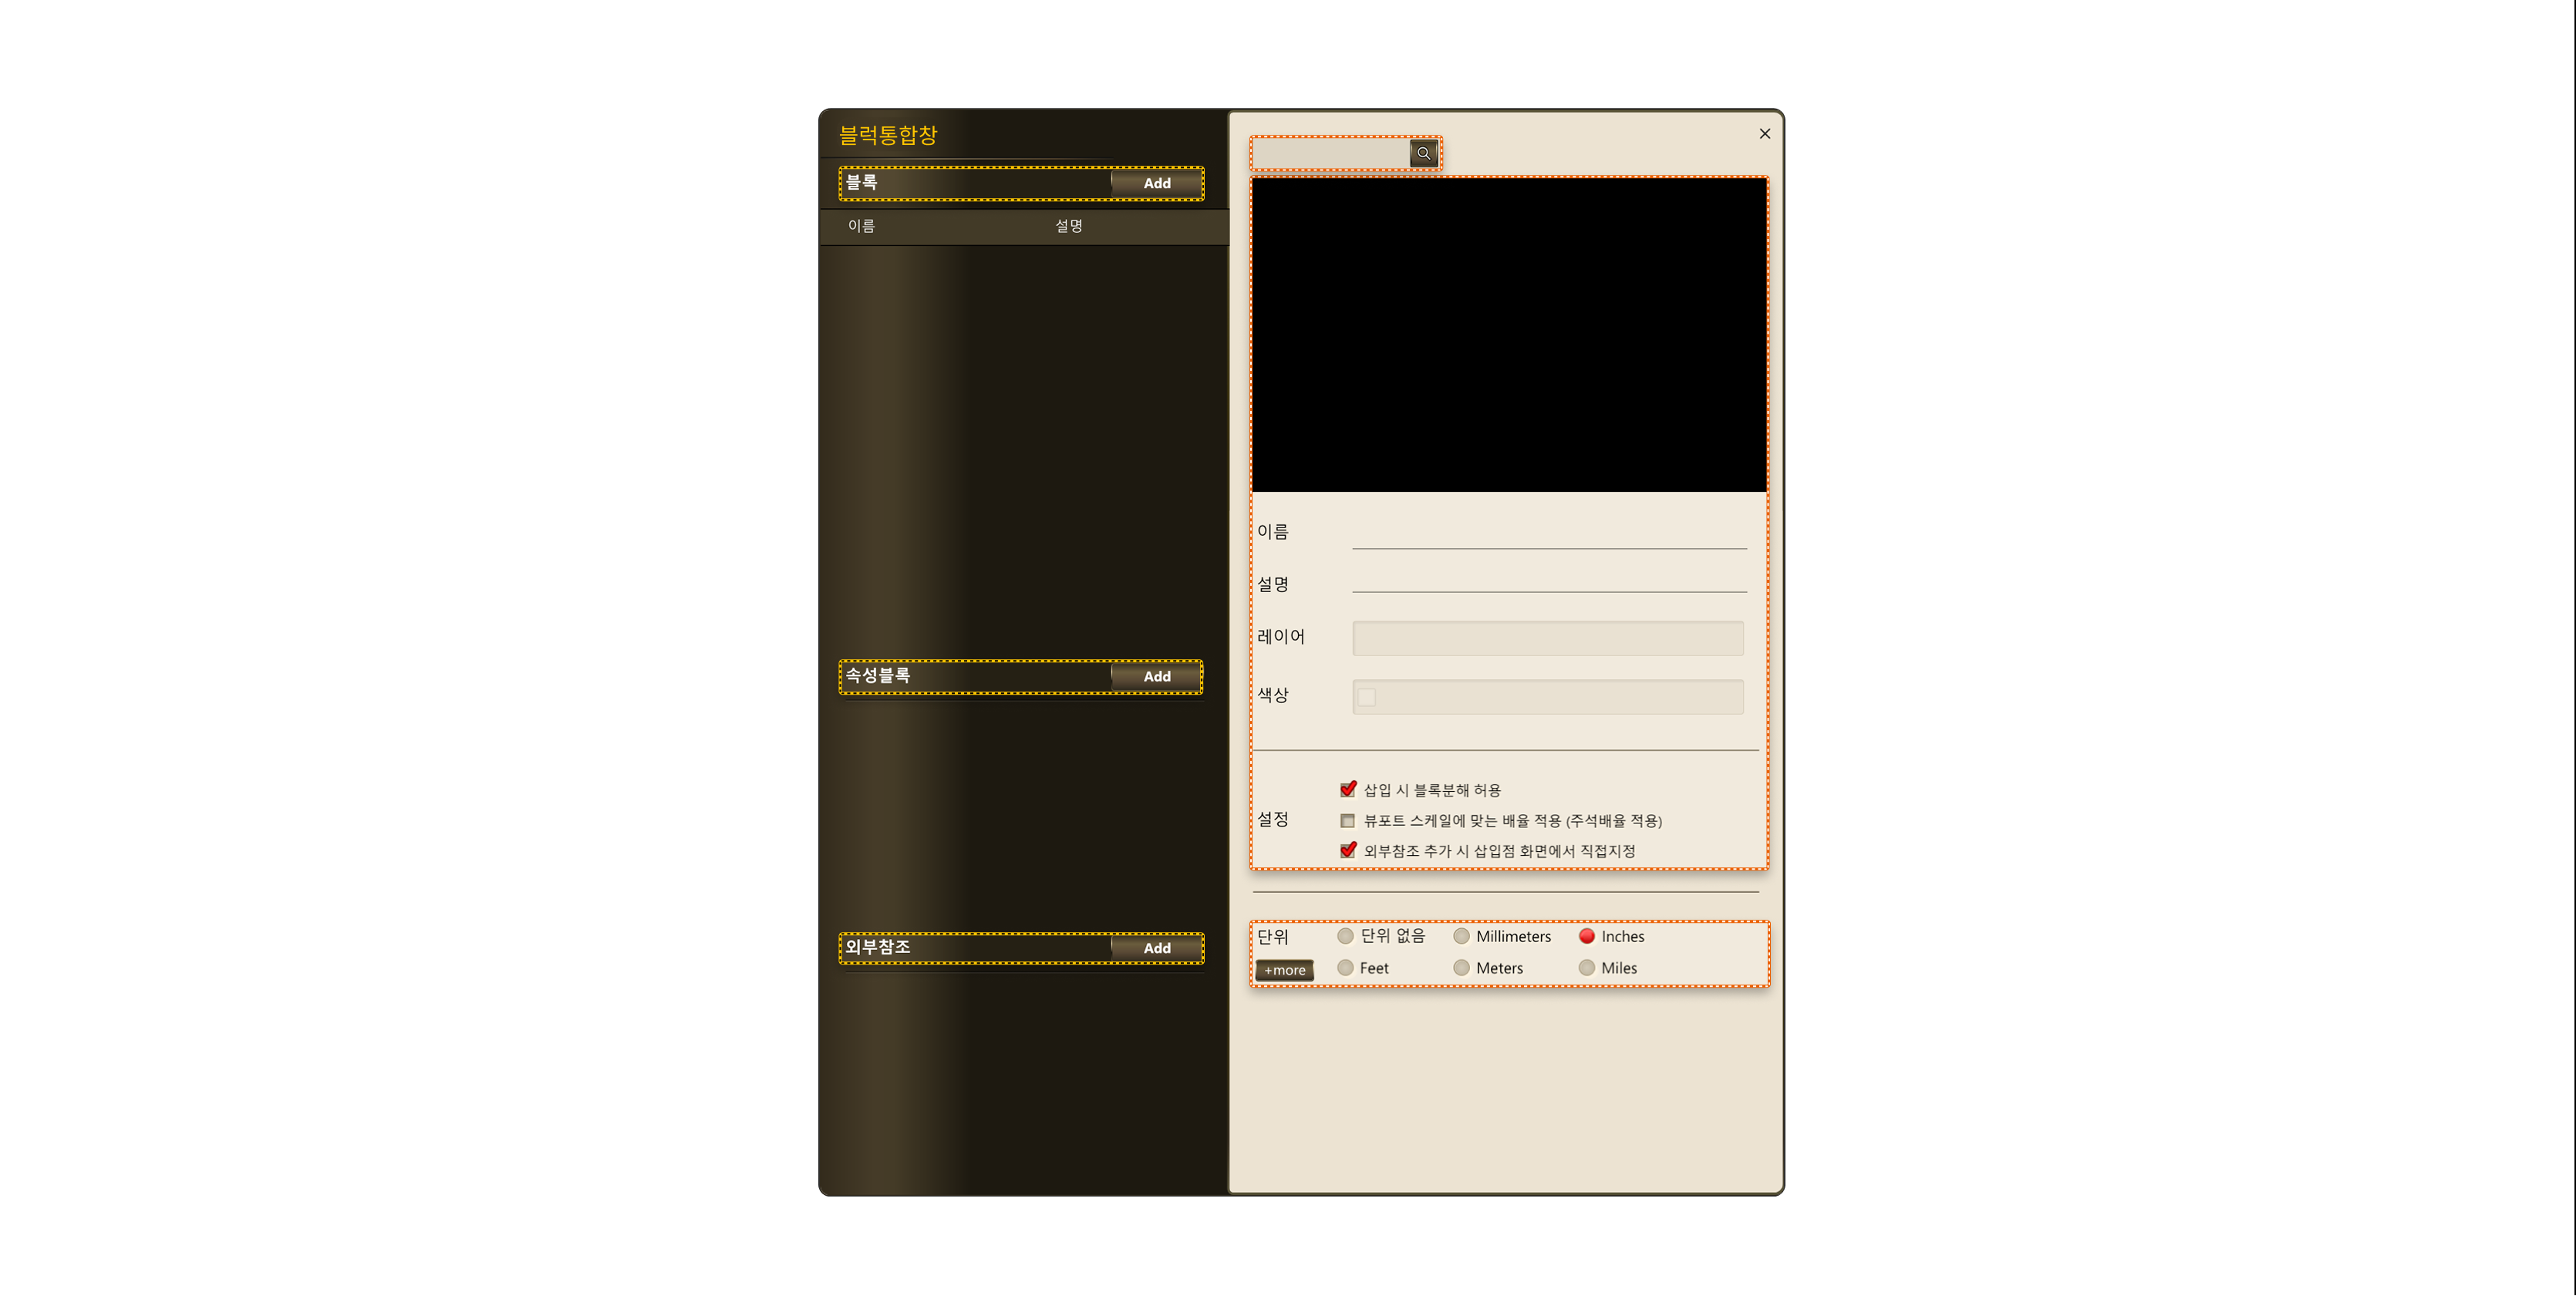 블럭통합창
블록 Add
이름 설명
속성블록 Add
외부참조 Add
이름
설명
레이어
색상
삽입 시 블록분해 허용
설정 뷰포트 스케일에 맞는 배율 적용 (주석배율 적용)
외부참조 추가 시 삽입점 화면에서 직접지정
단위 단위 없음 Millimeters Inches
+more Feet Meters Miles